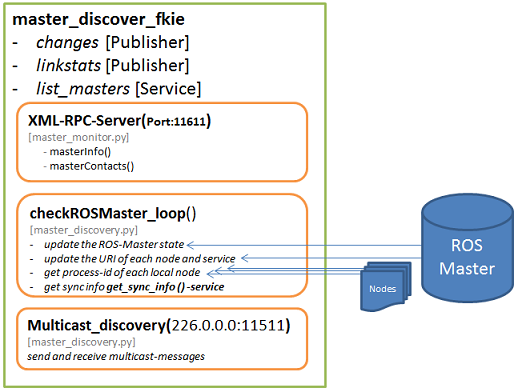 master_discover_fkie
- changes [Publisher]
- linkstats [Publisher]
- list_masters [Service]
XML-RPC-Server(Port:11611)
[master_monitor.py]
- masterInfo()
- masterContacts()
checkROSMaster_loop()
[master_discovery.py]
- update the ROS-Master state
- update the URI of each node and service
- get process-id of each local node
- get sync info get_sync_info () -service
Multicast_discovery(226.0.0.0:11511)
[master_discovery.py]
send and receive multicast-messages
ROS
Master
Nodes